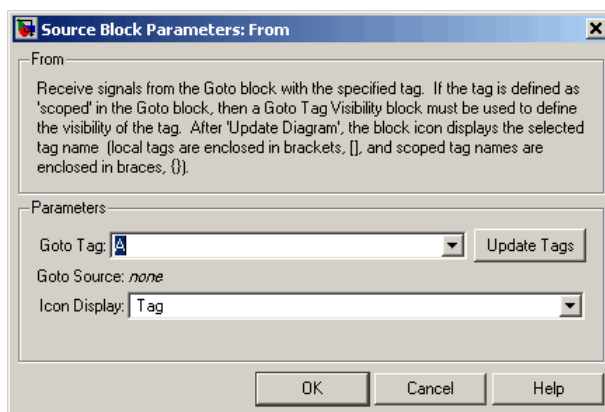 Source Block Parameters: From
From
Receive signals from the Goto block with the specified tag. If the tag is defined as
'scoped' in the Goto block, then a Goto Tag Visibility block must be used to define
the visibility of the tag. After 'Update Diagram', the block icon displays the selected
tag name (local tags are enclosed in brackets, [], and scoped tag names are
enclosed in braces, {}).
Parameters
Goto Tag: A Update Tags
Goto Source: none
Icon Display: Tag
OK Cancel Help